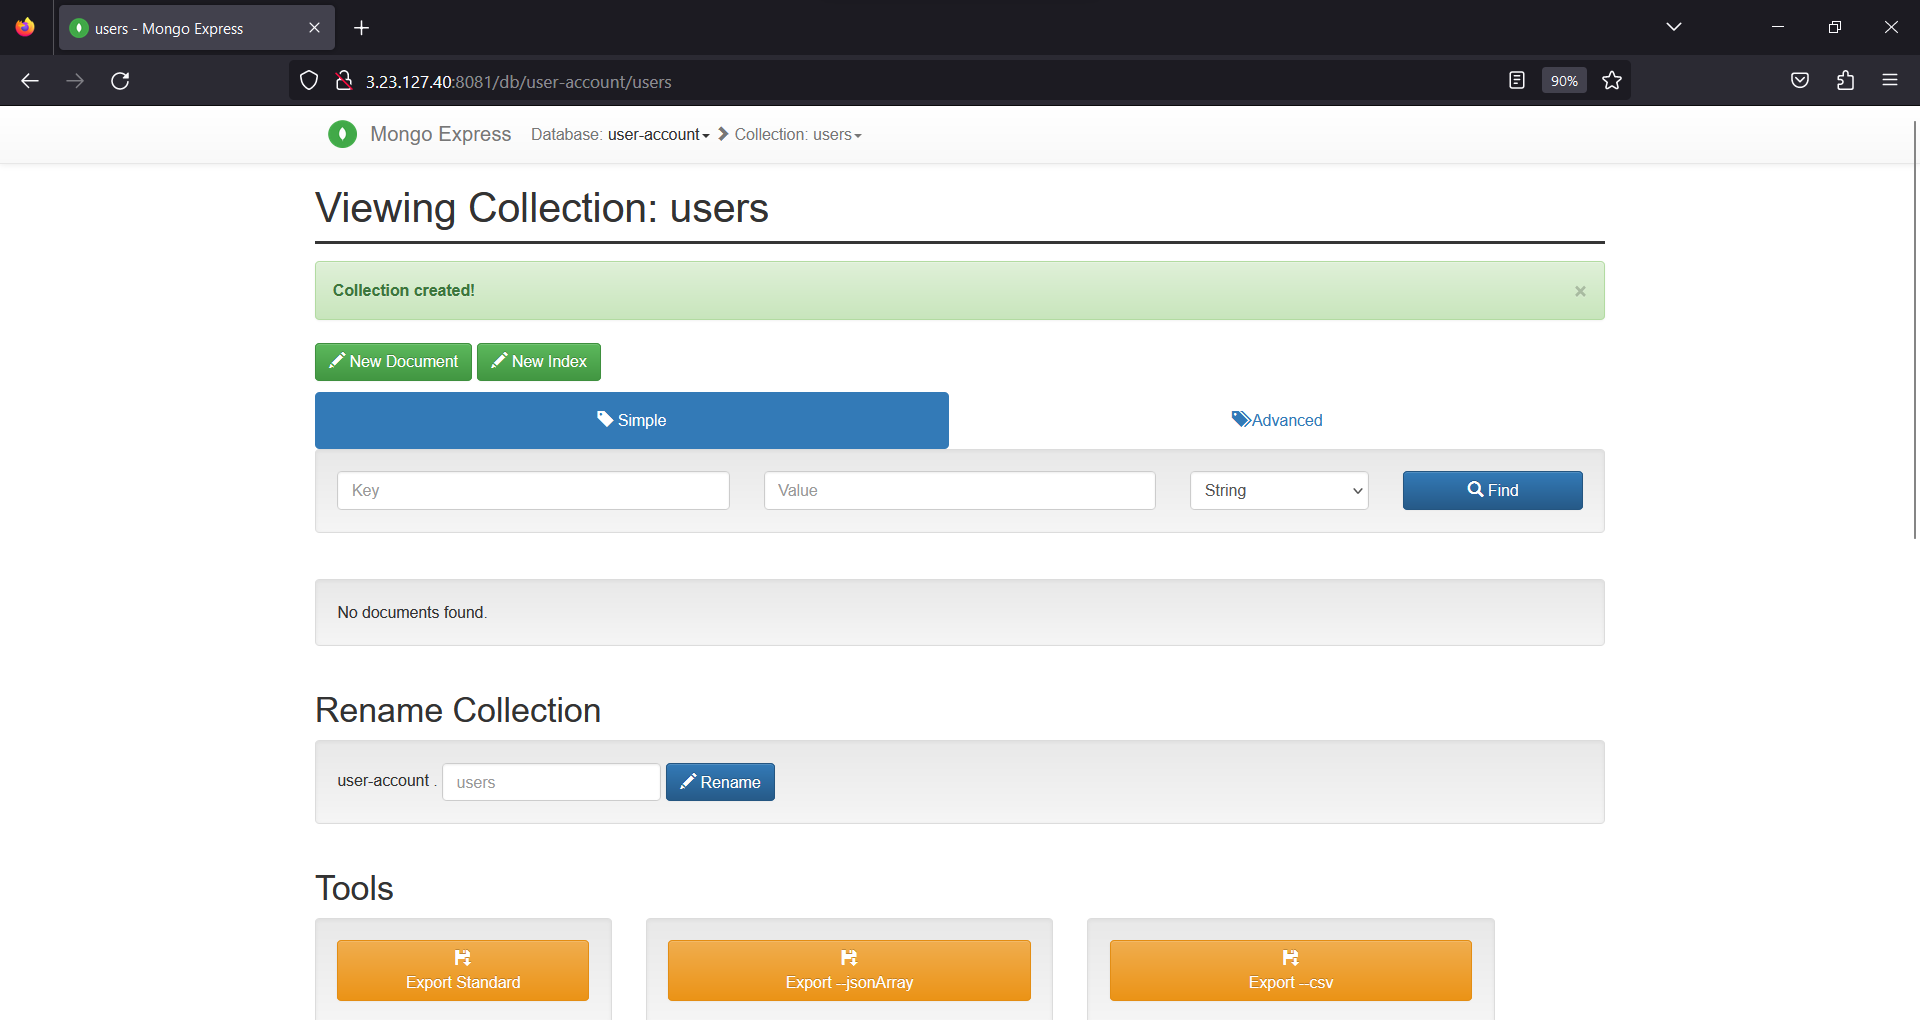 users - Mongo Express
3.23.127.40:8081/db/user-account/users
90%
Mongo Express Database: user-account Collection: users
Viewing Collection: users
Collection created!
New Document New Index
Simple Advanced
Key Value String Find
No documents found.
Rename Collection
user-account . users Rename
Tools
Export Standard Export --jsonArray Export --csv